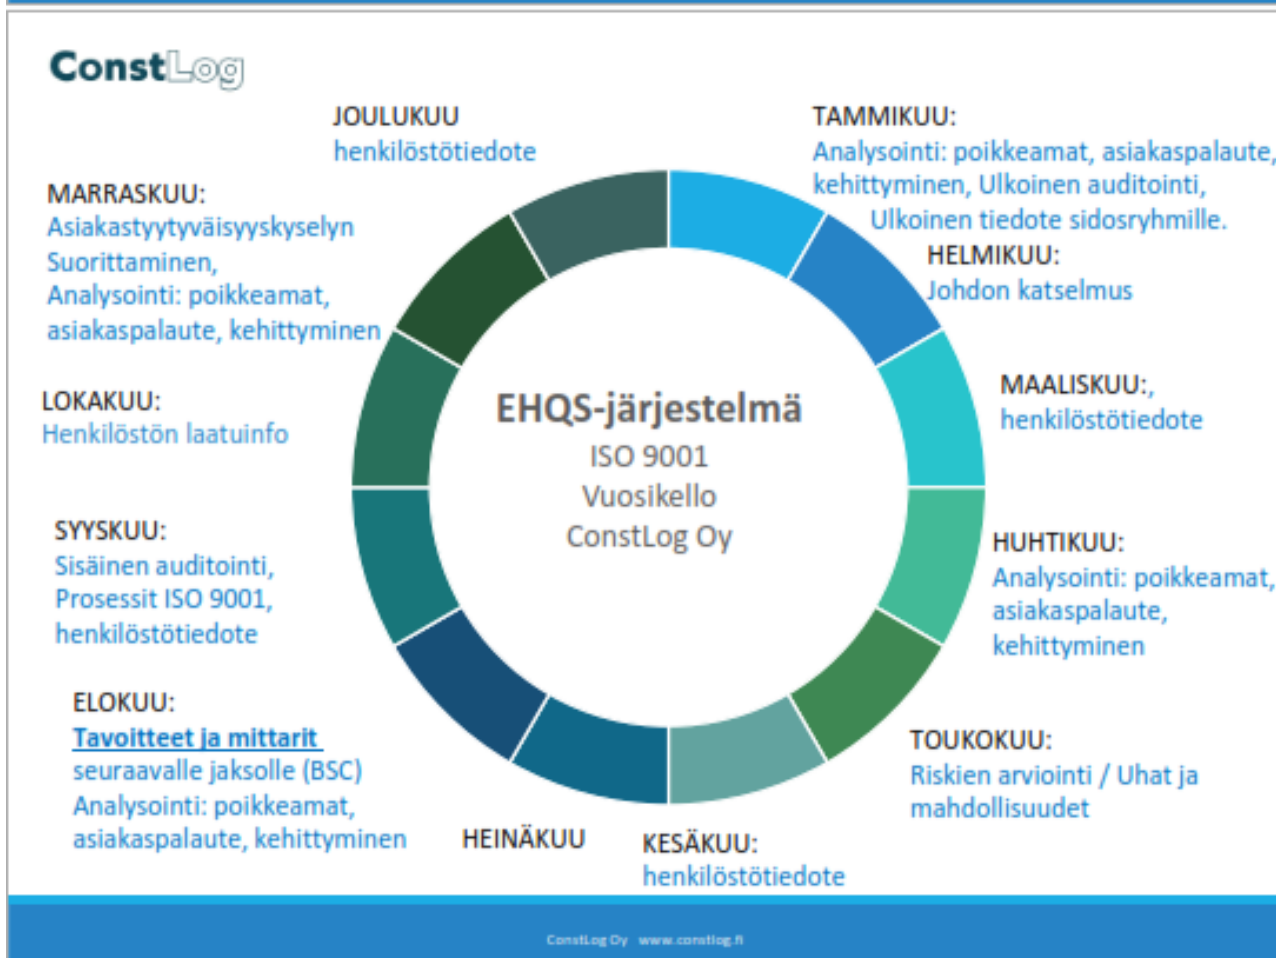 ConstLog
JOULUKUU
henkilöstötiedote
TAMMIKUU:
Analysointi: poikkeamat, asiakaspalaute,
kehittyminen, Ulkoinen auditointi,
Ulkoinen tiedote sidosryhmille.
HELMIKUU:
Johdon katselmus
MAALISKUU:,
henkilöstötiedote
HUHTIKUU:
Analysointi: poikkeamat,
asiakaspalaute,
kehittyminen
TOUKOKUU:
Riskien arviointi / Uhat ja
mahdollisuudet
KESÄKUU:
henkilöstötiedote
HEINÄKUU
ELOKUU:
Tavoitteet ja mittarit
seuraavalle jaksolle (BSC)
Analysointi: poikkeamat,
asiakaspalaute, kehittyminen
SYYSKUU:
Sisäinen auditointi,
Prosessit ISO 9001,
henkilöstötiedote
LOKAKUU:
Henkilöstön laatuinfo
MARRASKUU:
Asiakastyytyväisyyskyselyn
Suorittaminen,
Analysointi: poikkeamat,
asiakaspalaute, kehittyminen
EHQS-järjestelmä
ISO 9001
Vuosikello
ConstLog Oy
ConstLog Oy www.constlog.fi